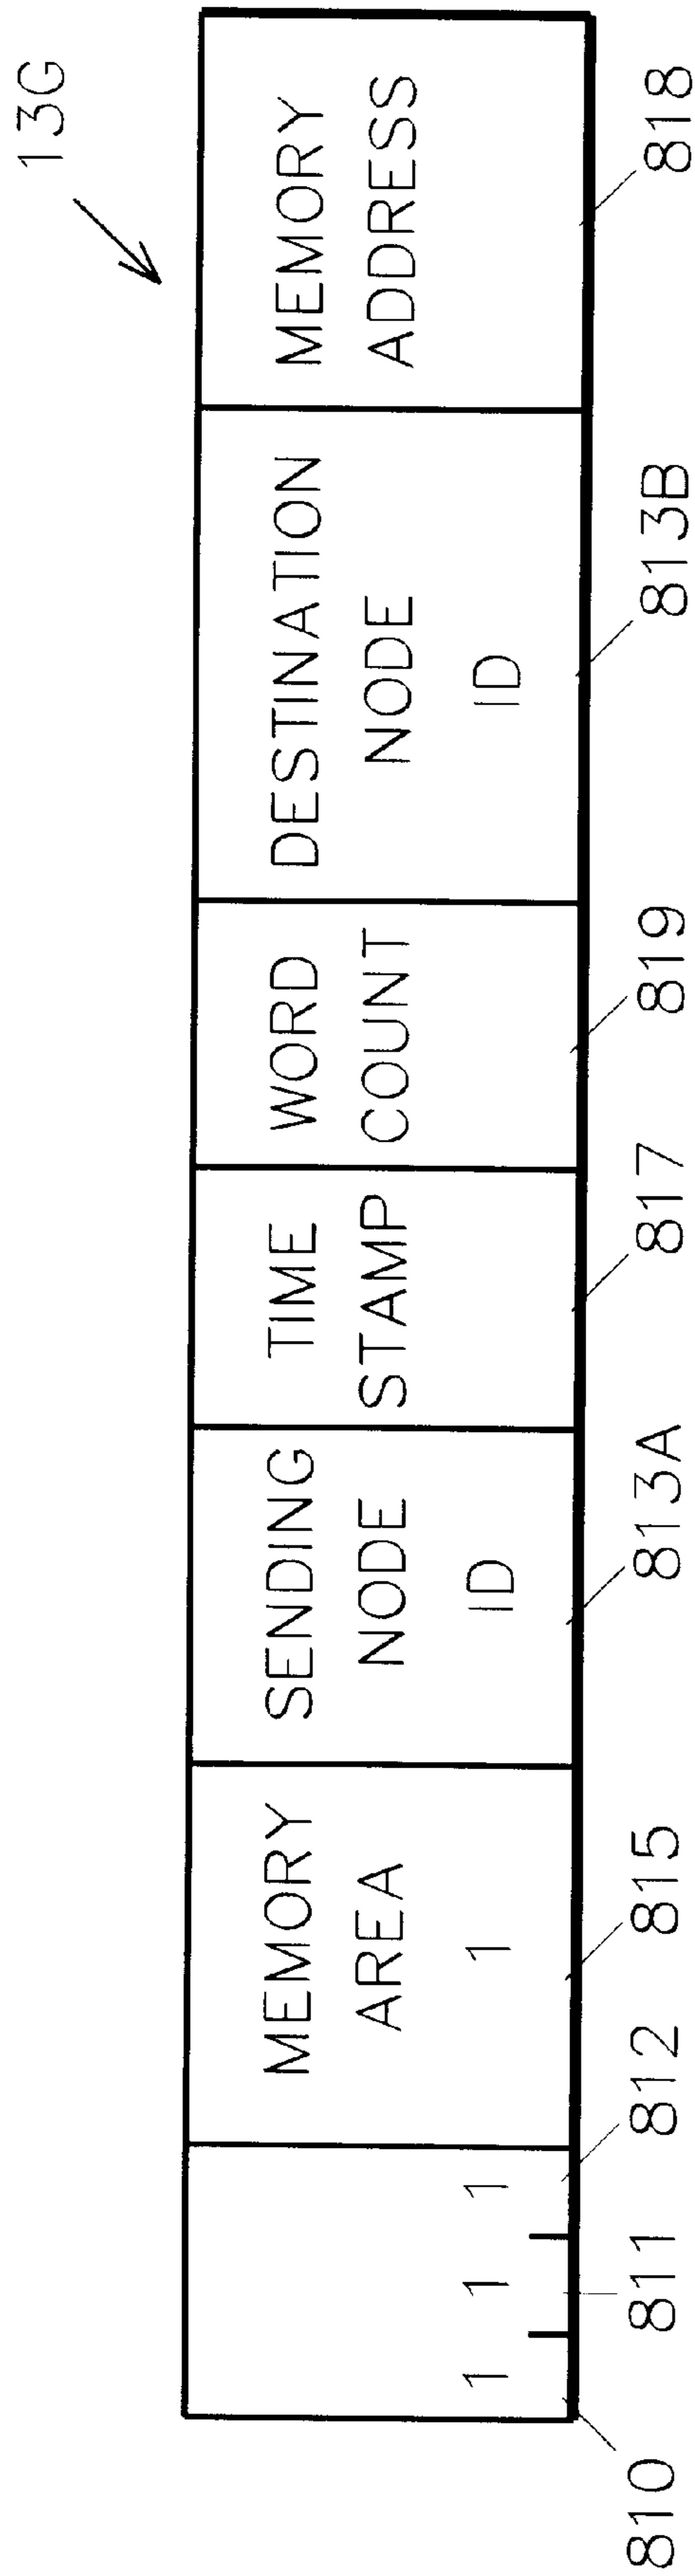 13G
1 1 1
MEMORY
AREA
1
SENDING
NODE
ID
TIME
STAMP
WORD
COUNT
DESTINATION
NODE
ID
MEMORY
ADDRESS
810 811 812 815 813A 817 819 813B 818